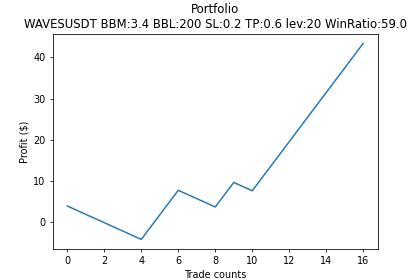 Portfolio
WAVESUSDT BBM:3.4 BBL:200 SL:0.2 TP:0.6 lev:20 WinRatio:59.0
40
30
20
10
0
Profit ($)
0 2 4 6 8 10 12 14 16
Trade counts